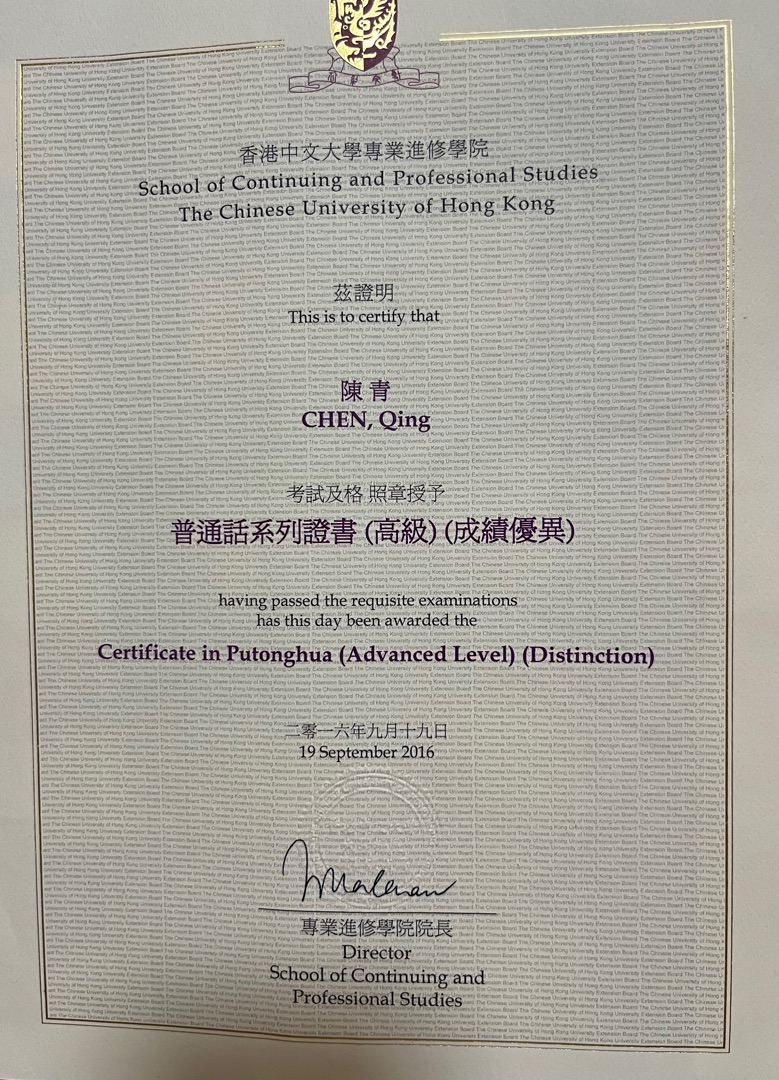 香港中文大學專業進修學院
School of Continuing and Professional Studies
The Chinese University of Hong Kong
茲證明
This is to certify that
陳青
CHEN, Qing
考試及格 照章授予
普通話系列證書 (高級) (成績優異)
having passed the requisite examinations
has this day been awarded the
Certificate in Putonghua (Advanced Level) (Distinction)
二零一六年九月十九日
19 September 2016
專業進修學院院長
Director
School of Continuing and
Professional Studies